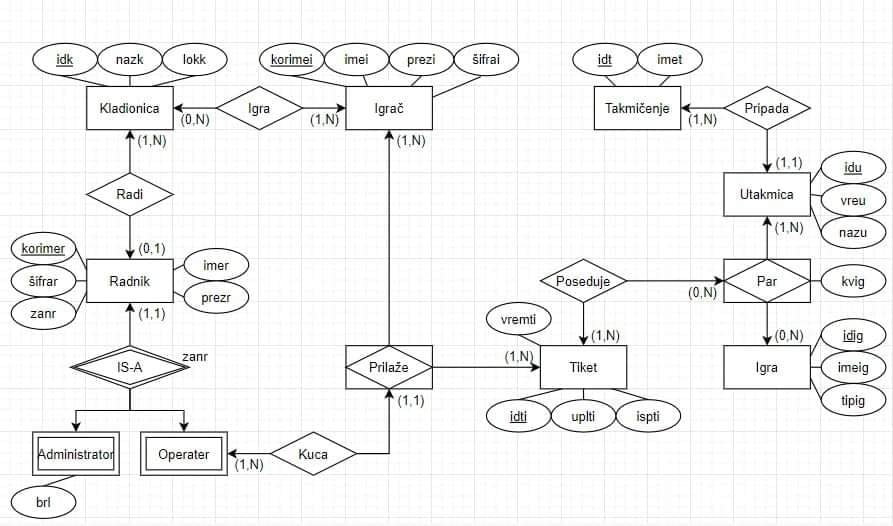 idk nazk lokk korimei imei prezi šifrai idt imet
Kladionica Igra Igrač Takmičenje Pripada
(0,N) (1,N) (1,N)
(1,N) (1,N)
(1,1)
idu
Radi Utakmica vreu
(1,N) nazu
korimer (0,1)
imer
šifrar Radnik Poseduje Par kvig
zanr prezr (0,N)
(1,1)
vremti
(1,N) (0,N) idig
zanr (1,N)
IS-A Prilaže Tiket Igra imeig
(1,1) tipig
idti uplti ispti
Administrator Operater Kuca
(1,N)
brl